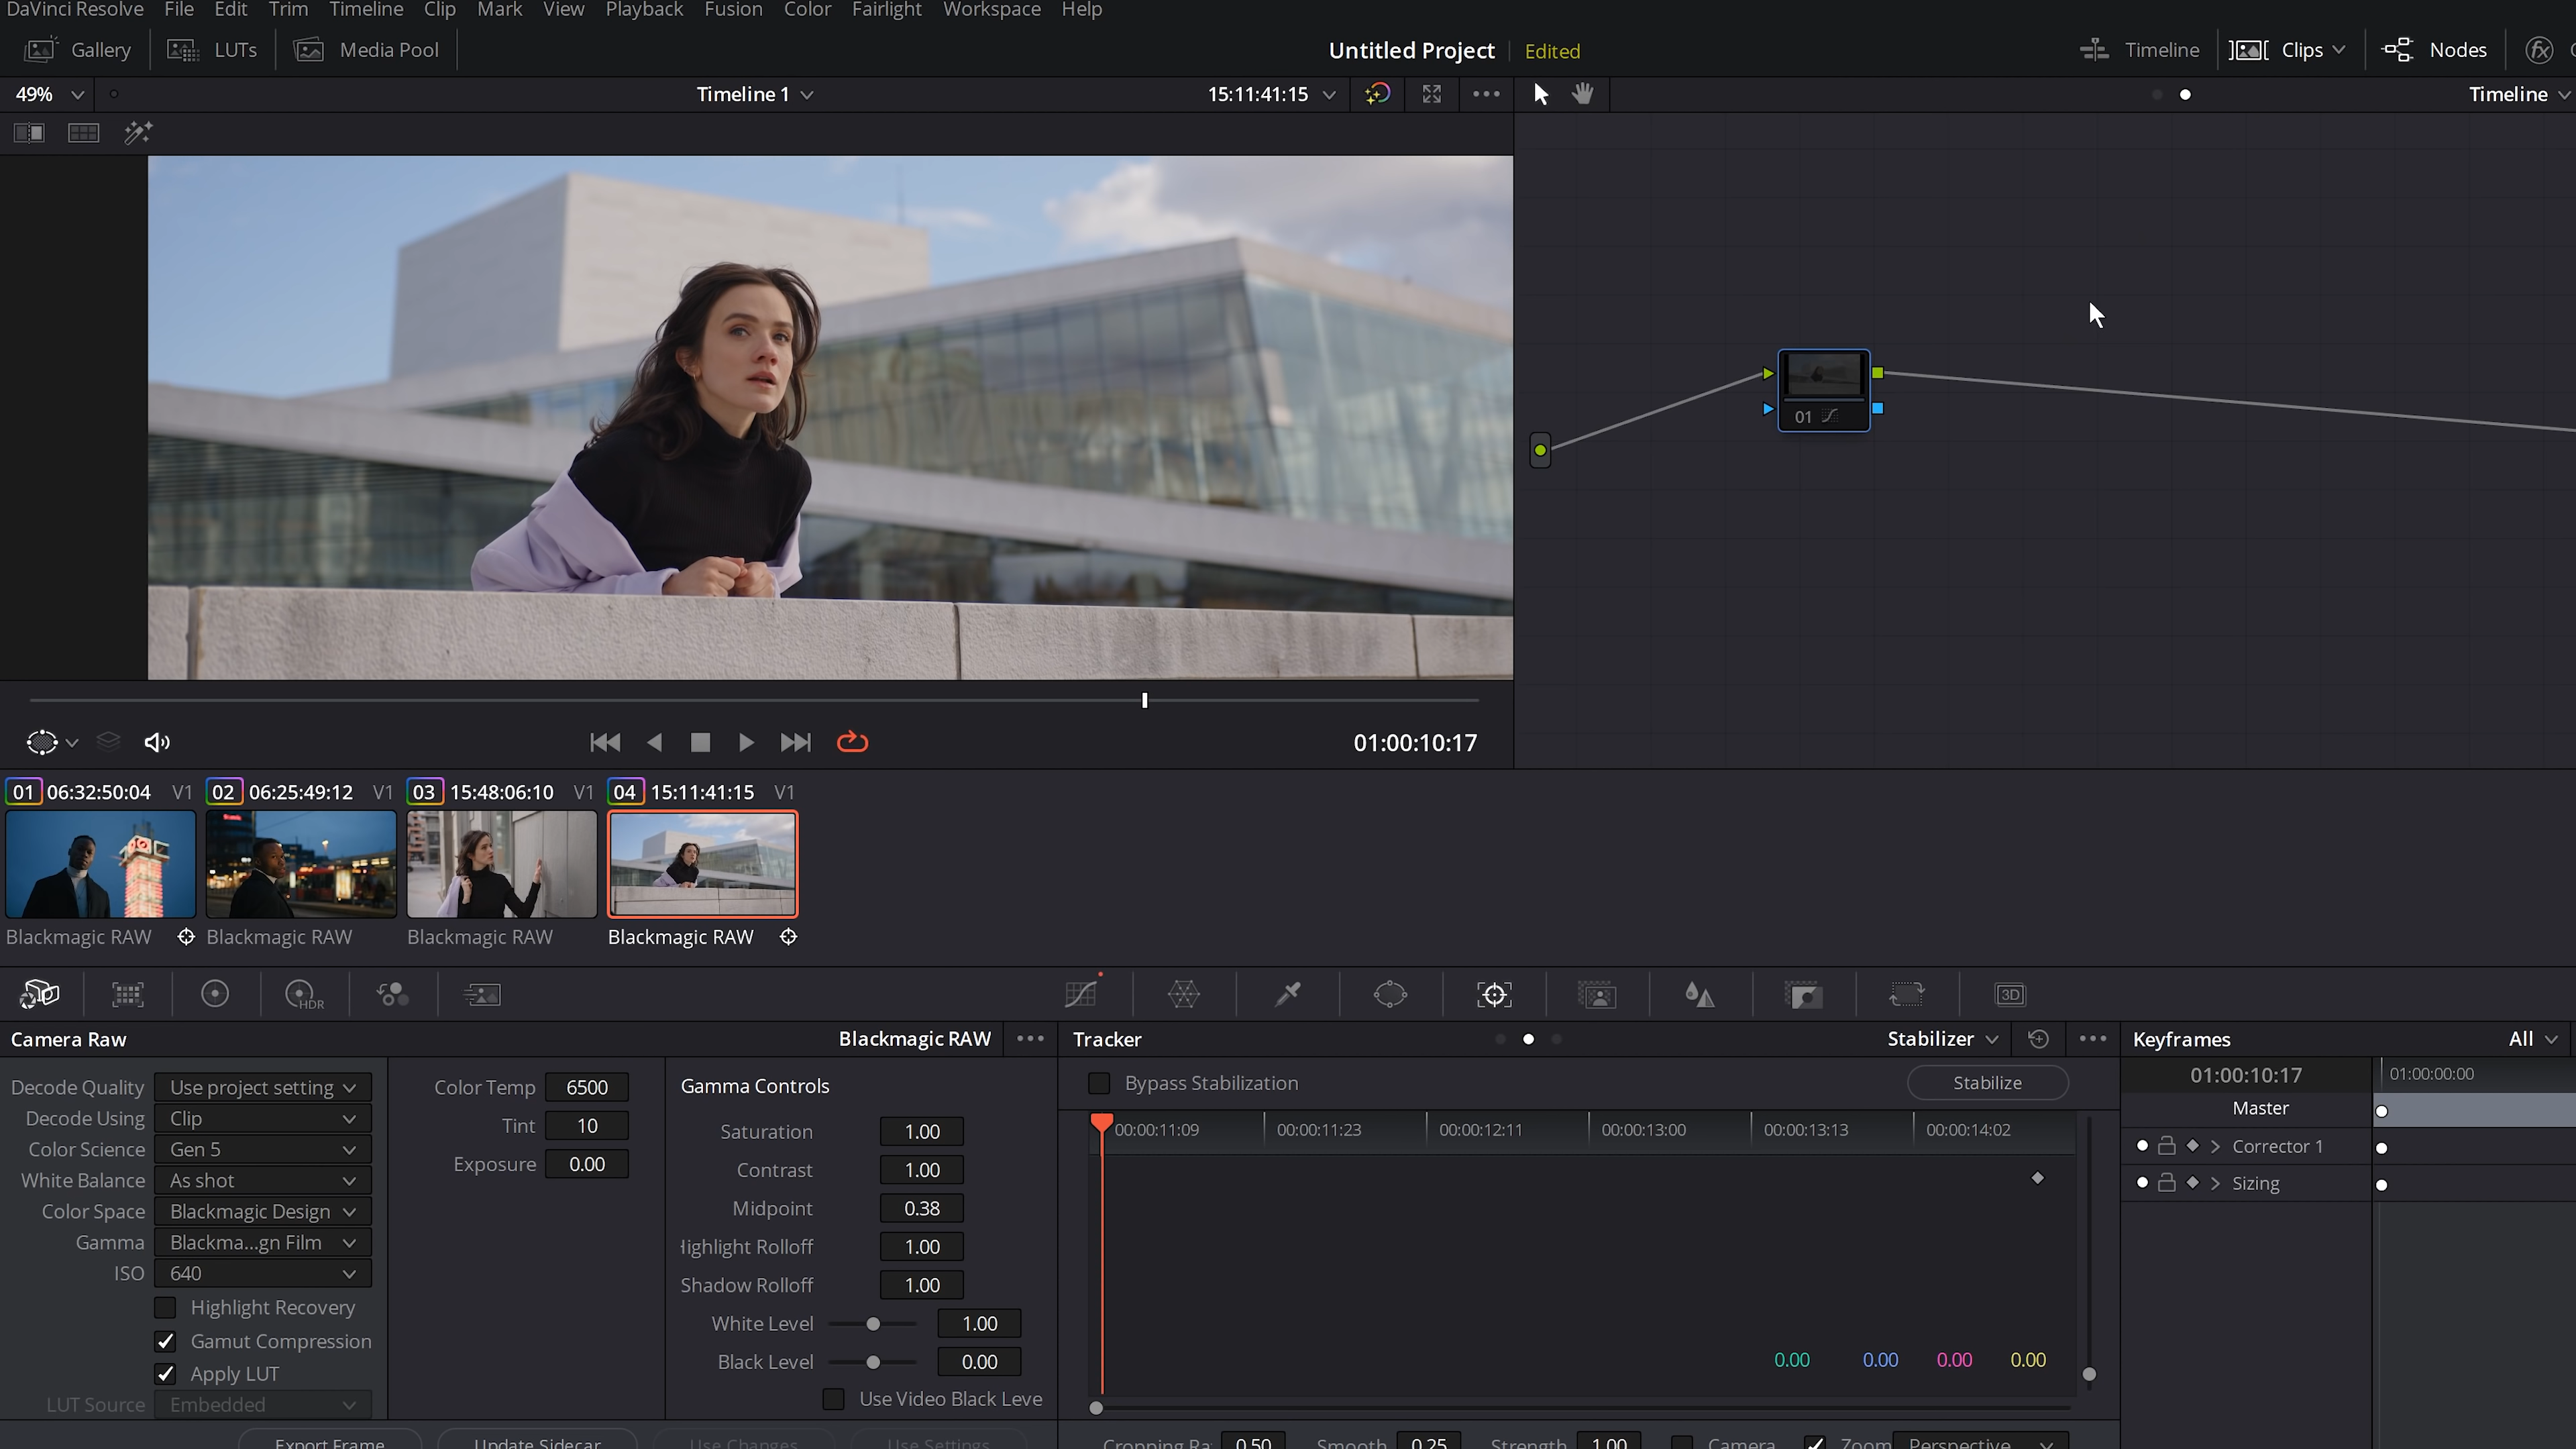 DaVinci Resolve File Edit Trim Timeline Clip Mark View Playback Fusion Color Fairlight Workspace Help
Gallery LUTs Media Pool Untitled Project Edited Timeline Clips Nodes
49% Timeline 1 15:11:41:15 Timeline
01
01:00:10:17
01 06:32:50:04 V1 02 06:25:49:12 V1 03 15:48:06:10 V1 04 15:11:41:15 V1
Blackmagic RAW Blackmagic RAW Blackmagic RAW Blackmagic RAW
HDR 3D
Camera Raw Blackmagic RAW
Decode Quality Use project setting
Decode Using Clip
Color Science Gen 5
White Balance As shot
Color Space Blackmagic Design
Gamma Blackma...gn Film
ISO 640
Highlight Recovery
Gamut Compression
Apply LUT
LUT Source Embedded
Color Temp 6500
Tint 10
Exposure 0.00
Gamma Controls
Saturation 1.00
Contrast 1.00
Midpoint 0.38
Highlight Rolloff 1.00
Shadow Rolloff 1.00
White Level 1.00
Black Level 0.00
Use Video Black Leve
Export Frame Update Sidecar Use Changes Use Settings
Tracker Stabilizer
Bypass Stabilization Stabilize
00:00:11:09 00:00:11:23 00:00:12:11 00:00:13:00 00:00:13:13 00:00:14:02
0.00 0.00 0.00 0.00
Cropping Ra 0.50 Smooth 0.25 Strength 1.00 Camera Zoom Perspective
Keyframes All
01:00:10:17 01:00:00:00
Master
Corrector 1
Sizing